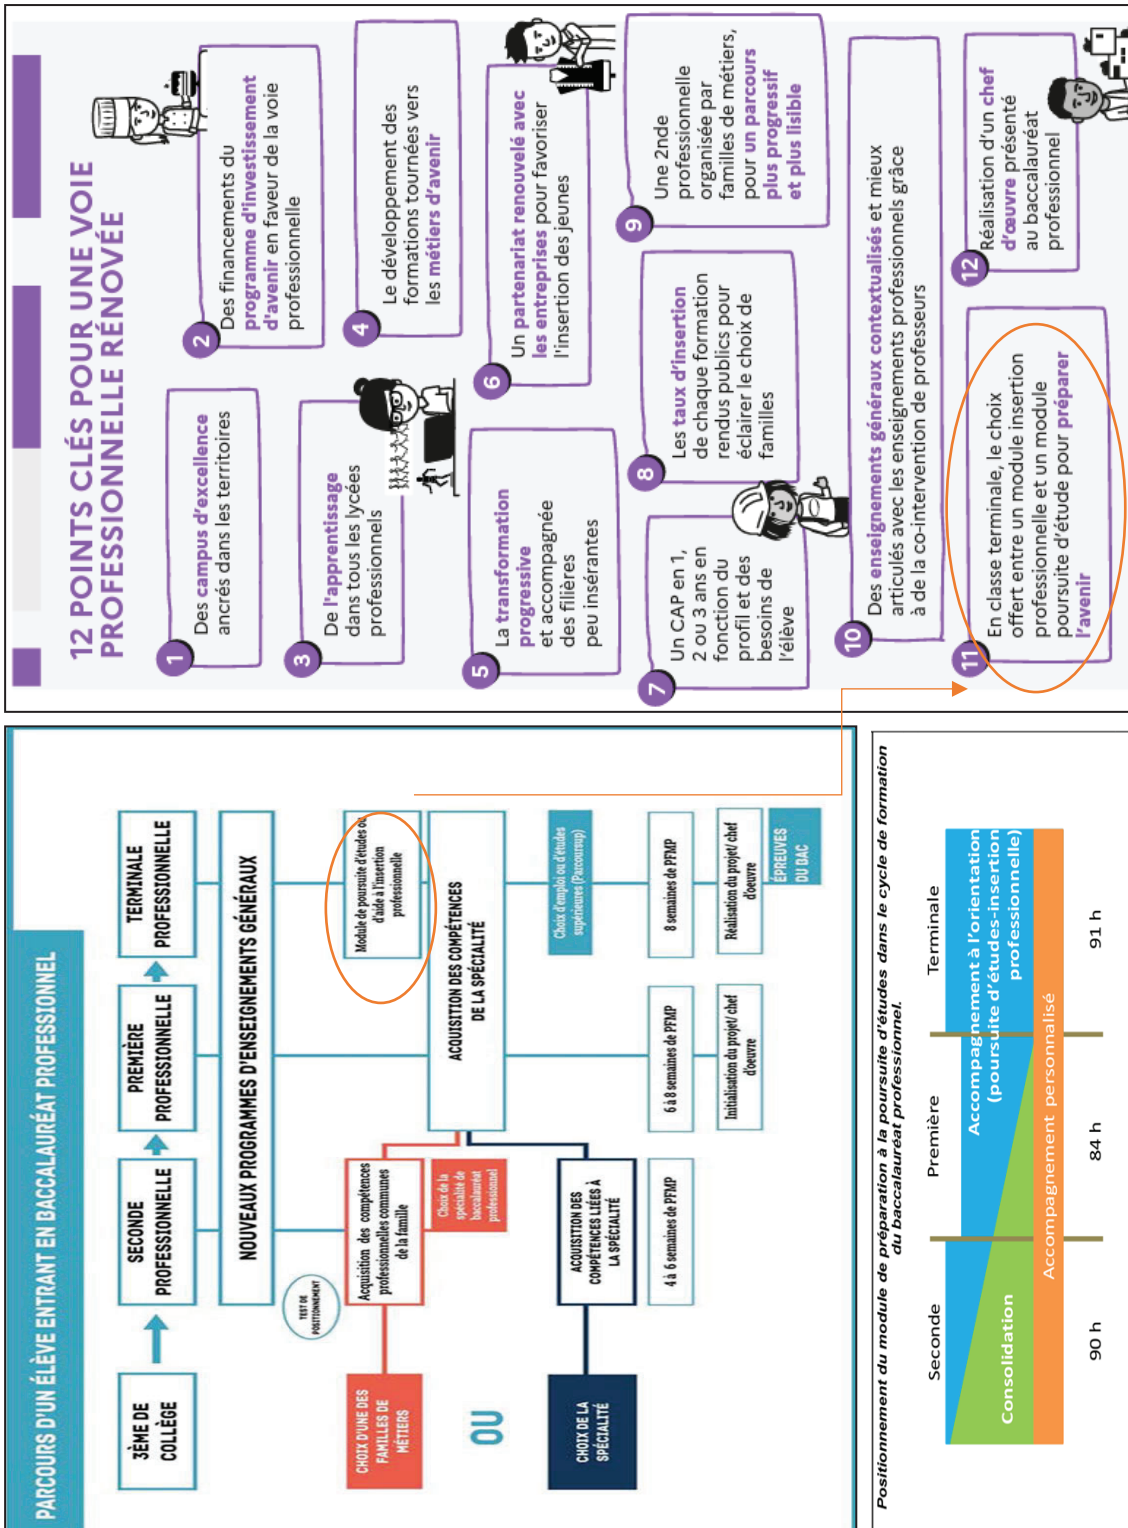 PARCOURS D'UN ÉLÈVE ENTRANT EN BACCALAURÉAT PROFESSIONNEL
3ÈME DE
COLLÈGE
SECONDE
PROFESSIONNELLE
PREMIÈRE
PROFESSIONNELLE
TERMINALE
PROFESSIONNELLE
NOUVEAUX PROGRAMMES D'ENSEIGNEMENTS GÉNÉRAUX
TEST DE
POSITIONNEMENT
CHOIX D'UNE DES
FAMILLES DE
MÉTIERS
Acquisition des compétences
professionnelles communes
de la famille
Choix de la
spécialité de
baccalauréat
professionnel
Module de poursuite d'études ou
d'aide à l'insertion
professionnelle
ACQUISITION DES COMPÉTENCES
DE LA SPÉCIALITÉ
OU
CHOIX DE LA
SPÉCIALITÉ
ACQUISITION DES
COMPÉTENCES LIÉES À
LA SPÉCIALITÉ
Choix d'emploi ou d'études
supérieures (Parcoursup)
4 à 6 semaines de PFMP
6 à 8 semaines de PFMP
8 semaines de PFMP
Initialisation du projet/ chef
d'oeuvre
Réalisation du projet/ chef
d'oeuvre
ÉPREUVES
DU BAC
Positionnement du module de préparation à la poursuite d'études dans le cycle de formation
du baccalauréat professionnel.
Seconde
Première
Terminale
Accompagnement à l'orientation
(poursuite d'études-insertion
professionnelle)
Consolidation
Accompagnement personnalisé
90 h
84 h
91 h
12 POINTS CLÉS POUR UNE VOIE
PROFESSIONNELLE RÉNOVÉE
1
Des campus d'excellence
ancrés dans les territoires
2
Des financements du
programme d'investissement
d'avenir en faveur de la voie
professionnelle
3
De l'apprentissage
dans tous les lycées
professionnels
4
Le développement des
formations tournées vers
les métiers d'avenir
5
La transformation
progressive
et accompagnée
des filières
peu insérantes
6
Un partenariat renouvelé avec
les entreprises pour favoriser
l'insertion des jeunes
7
Un CAP en 1,
2 ou 3 ans en
fonction du
profil et des
besoins de
l'élève
8
Les taux d'insertion
de chaque formation
rendus publics pour
éclairer le choix de
familles
9
Une 2nde
professionnelle
organisée par
familles de métiers,
pour un parcours
plus progressif
et plus lisible
10
Des enseignements généraux contextualisés et mieux
articulés avec les enseignements professionnels grâce
à de la co-intervention de professeurs
11
En classe terminale, le choix
offert entre un module insertion
professionnelle et un module
poursuite d'étude pour préparer
l'avenir
12
Réalisation d'un chef
d'œuvre présenté
au baccalauréat
professionnel